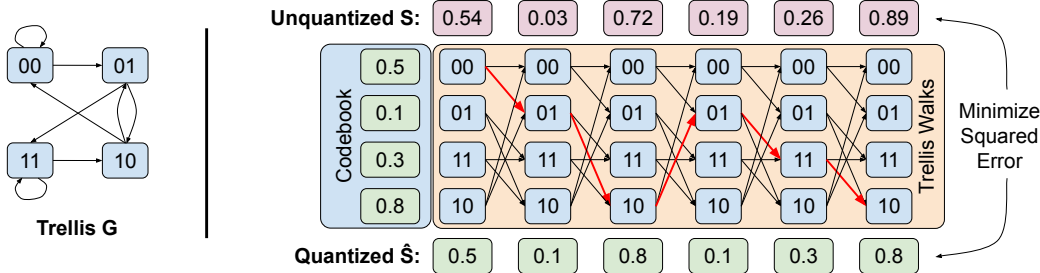 Unquantized S: 0.54 0.03 0.72 0.19 0.26 0.89
00 01
11 10
Trellis G
Codebook
0.5 00 00 00 00 00 00
0.1 01 01 01 01 01 01
0.3 11 11 11 11 11 11
0.8 10 10 10 10 10 10
Trellis Walks
Minimize
Squared
Error
Quantized Ŝ: 0.5 0.1 0.8 0.1 0.3 0.8